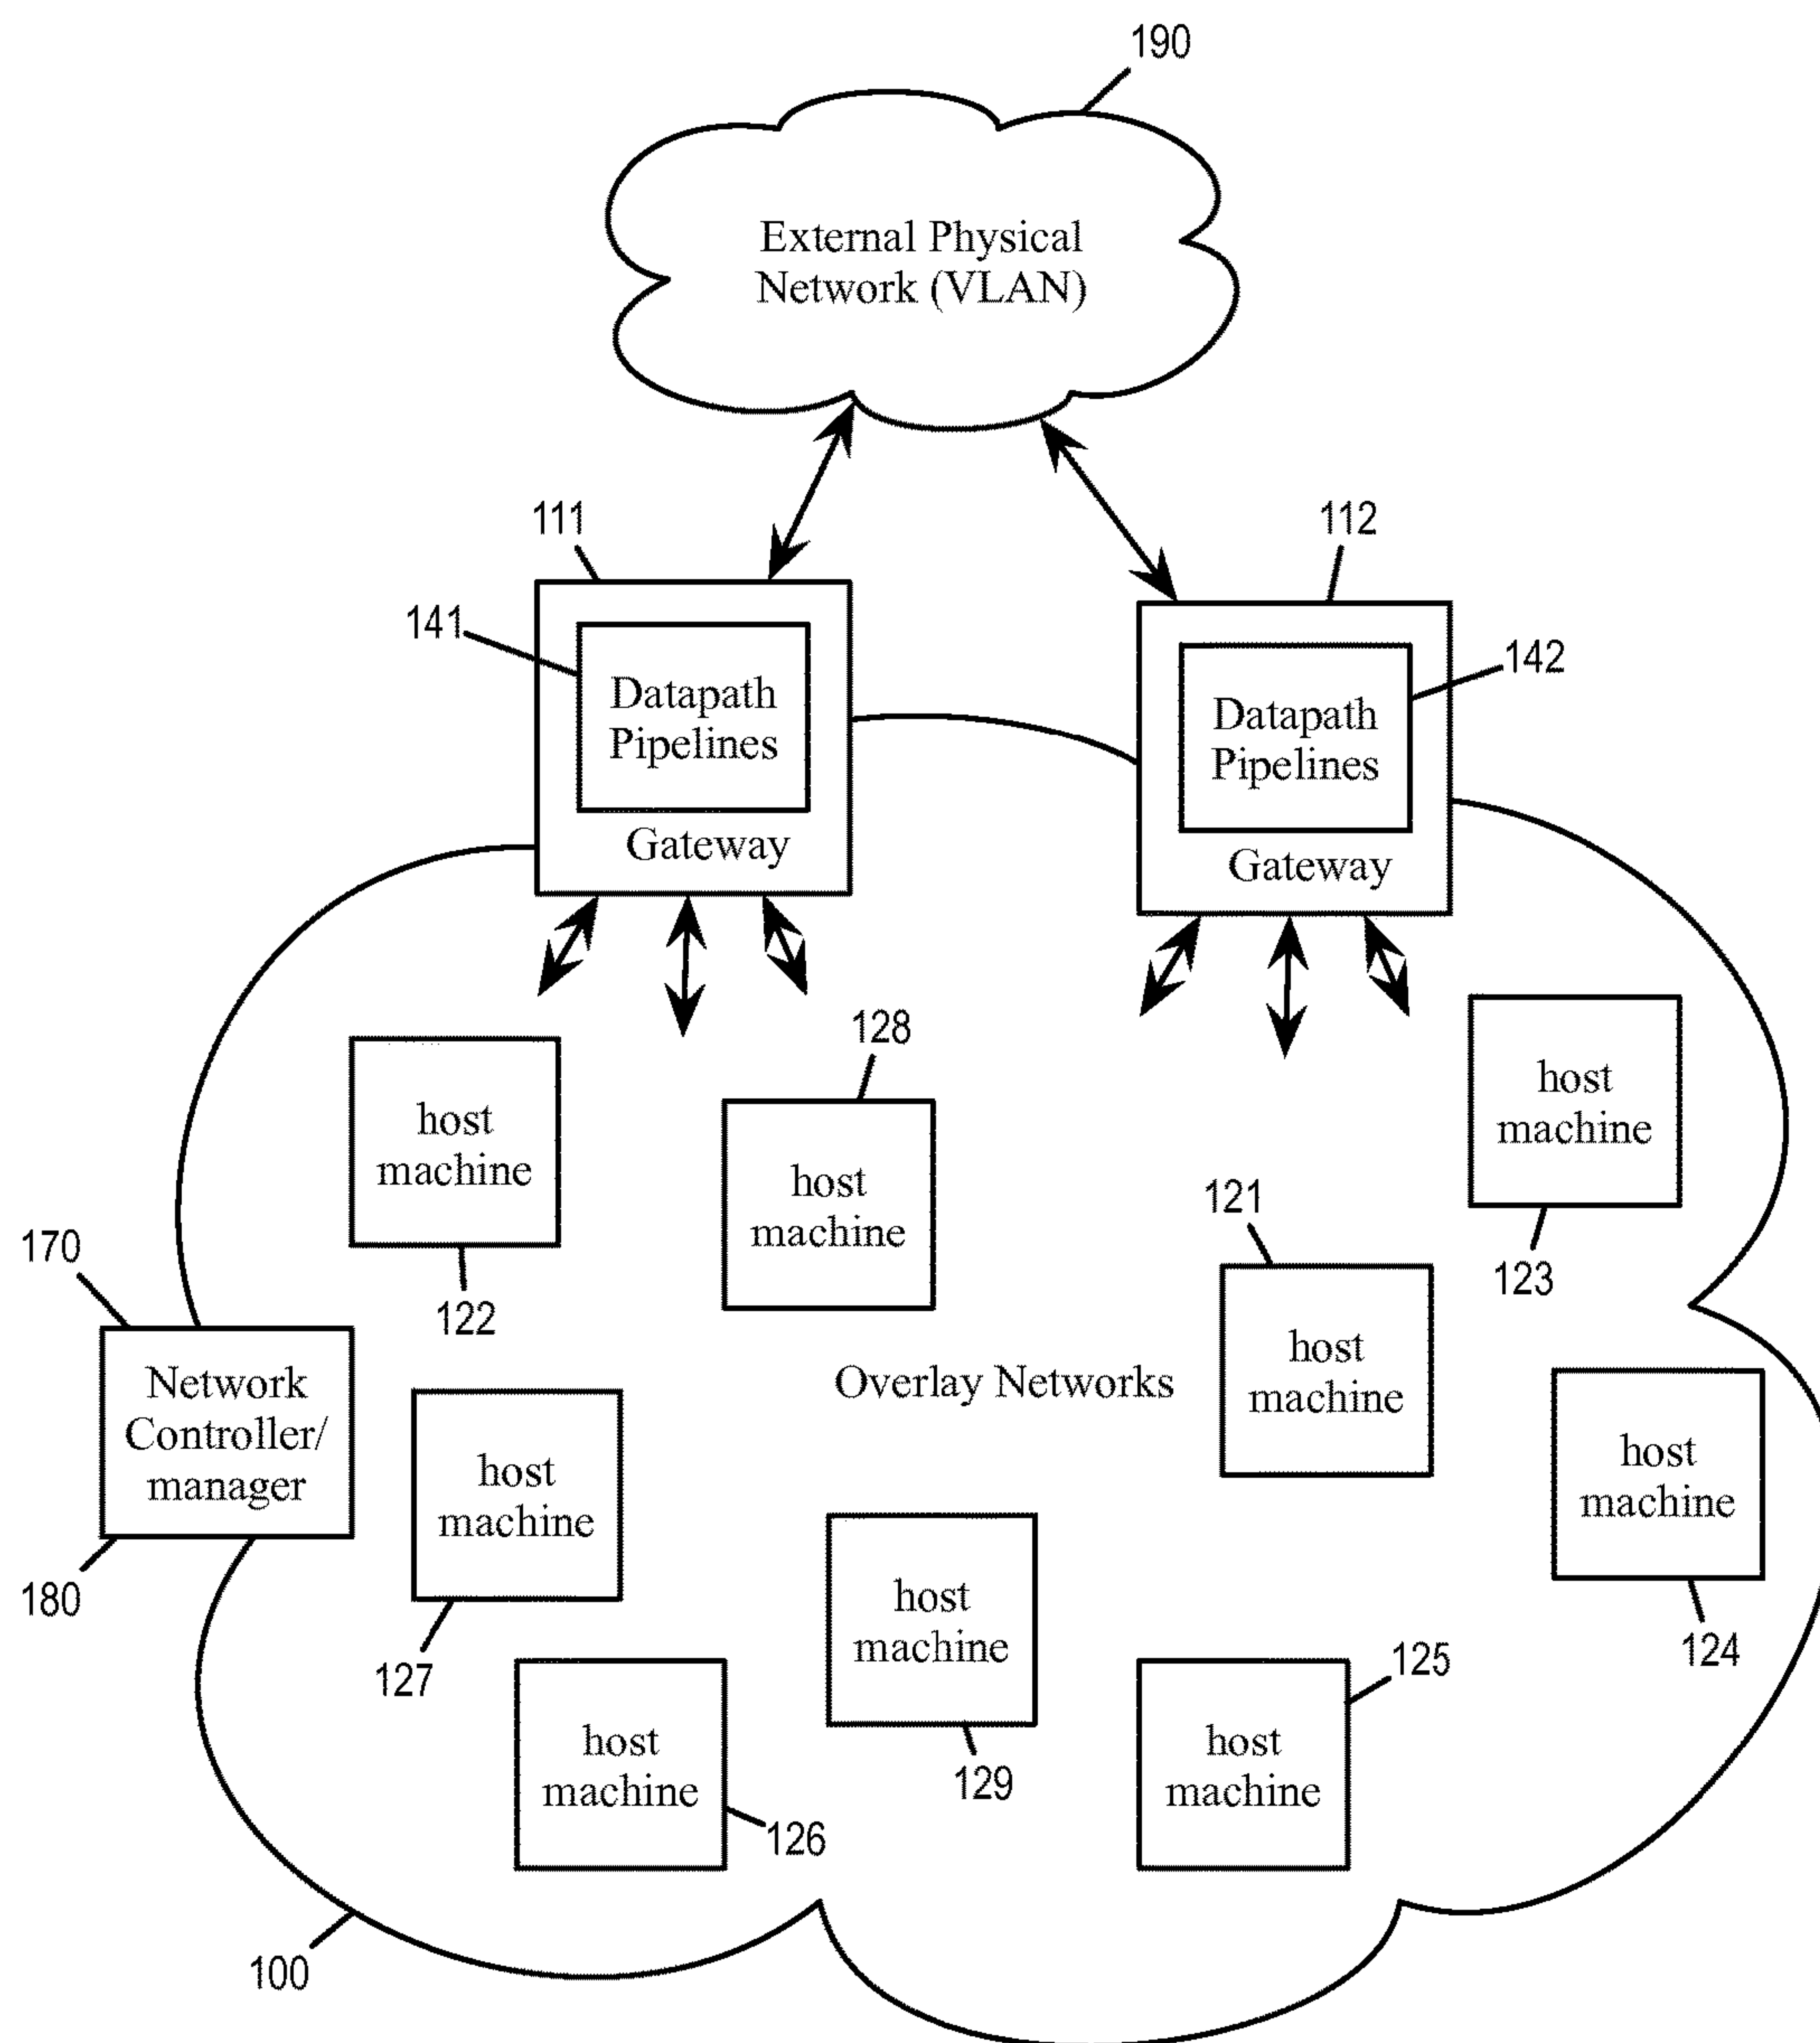 190
External Physical
Network (VLAN)
111
112
141
Datapath
Pipelines
Gateway
142
Datapath
Pipelines
Gateway
128
host
machine
122
host
machine
host
machine
123
121
host
machine
170
Network
Controller/
manager
180
Overlay Networks
host
machine
127
host
machine
124
host
machine
129
host
machine
126
host
machine
125
100